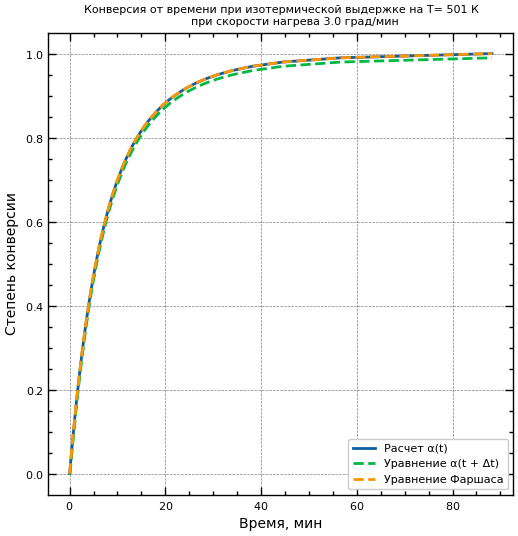 Конверсия от времени при изотермической выдержке на T= 501 К
при скорости нагрева 3.0 град/мин
Степень конверсии
1.0
0.8
0.6
0.4
0.2
0.0
0
20
40
60
80
Время, мин
Расчет α(t)
Уравнение α(t + Δt)
Уравнение Фаршаса